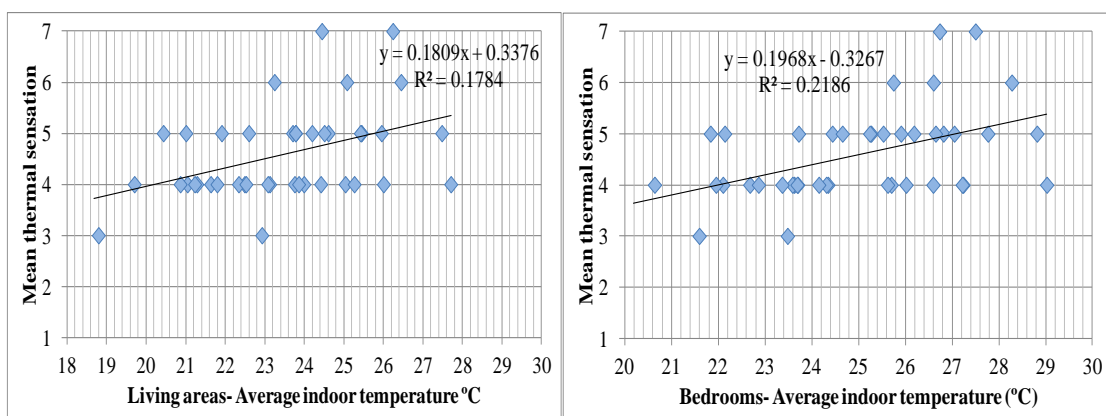 7
6
5
4
3
2
1
Mean thermal sensation
y = 0.1809x + 0.3376
R² = 0.1784
18 19 20 21 22 23 24 25 26 27 28 29 30
Living areas- Average indoor temperature ºC
7
6
5
4
3
2
1
Mean thermal sensation
y = 0.1968x - 0.3267
R² = 0.2186
20 21 22 23 24 25 26 27 28 29 30
Bedrooms- Average indoor temperature (ºC)